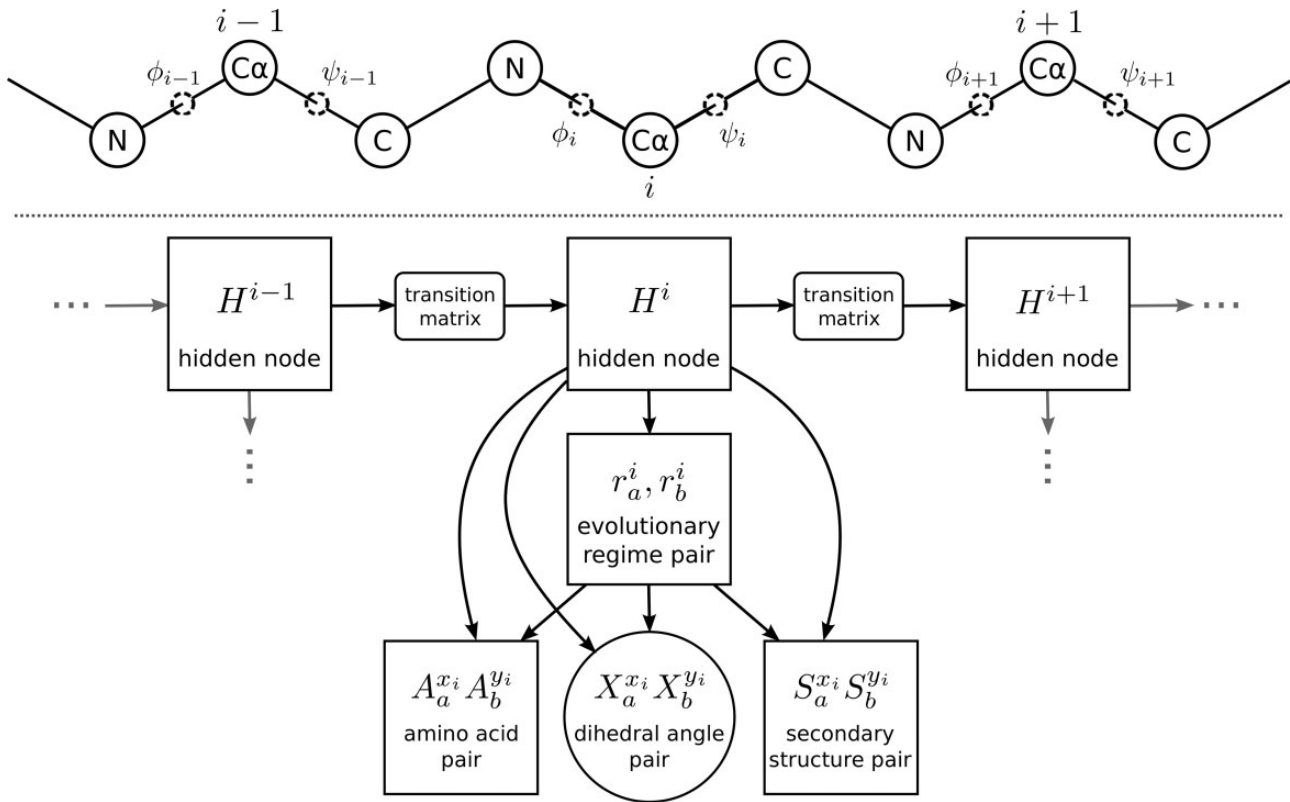 i − 1 i + 1
ϕ_{i−1} Cα ψ_{i−1} N C ϕ_{i+1} Cα ψ_{i+1}
N C ϕ_i Cα ψ_i N C
i
··· H^{i−1} transition matrix H^i transition matrix H^{i+1} ···
hidden node hidden node hidden node
r_a^i, r_b^i
evolutionary
regime pair
A_a^{x_i} A_b^{y_i} X_a^{x_i} X_b^{y_i} S_a^{x_i} S_b^{y_i}
amino acid dihedral angle secondary
pair pair structure pair